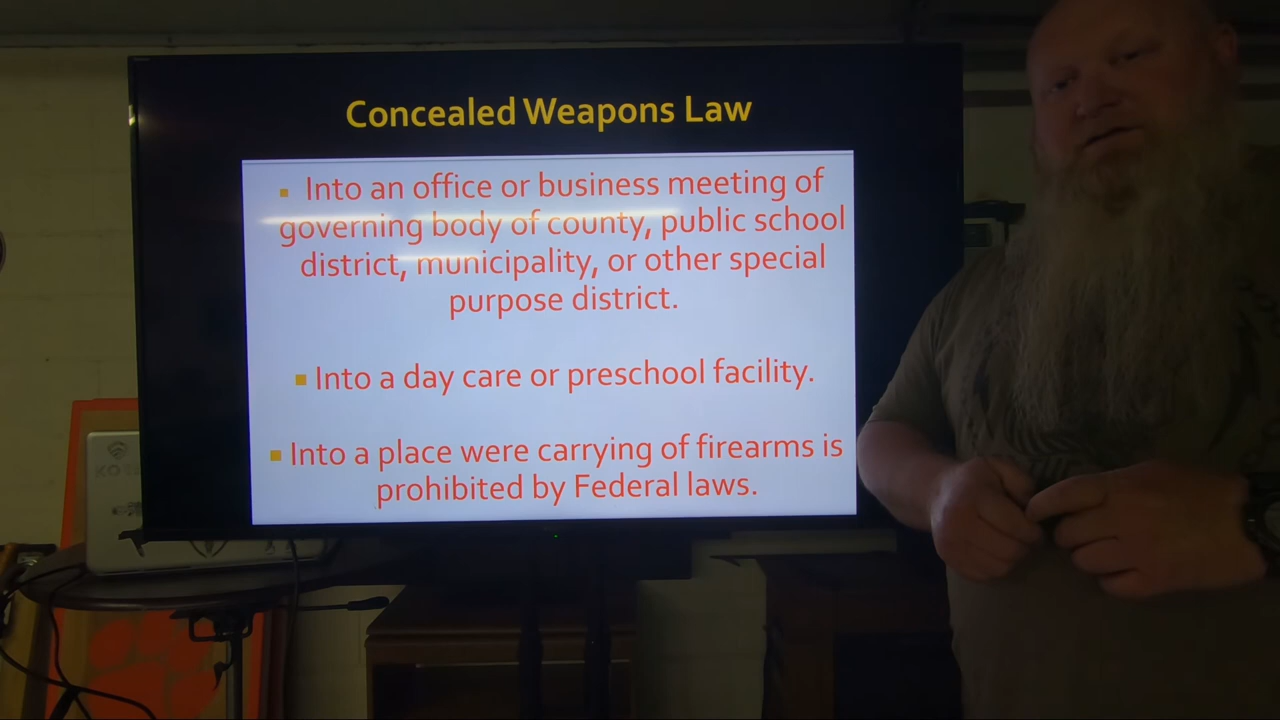 Concealed Weapons Law
▪ Into an office or business meeting of
governing body of county, public school
district, municipality, or other special
purpose district.
▪ Into a day care or preschool facility.
▪ Into a place were carrying of firearms is
prohibited by Federal laws.